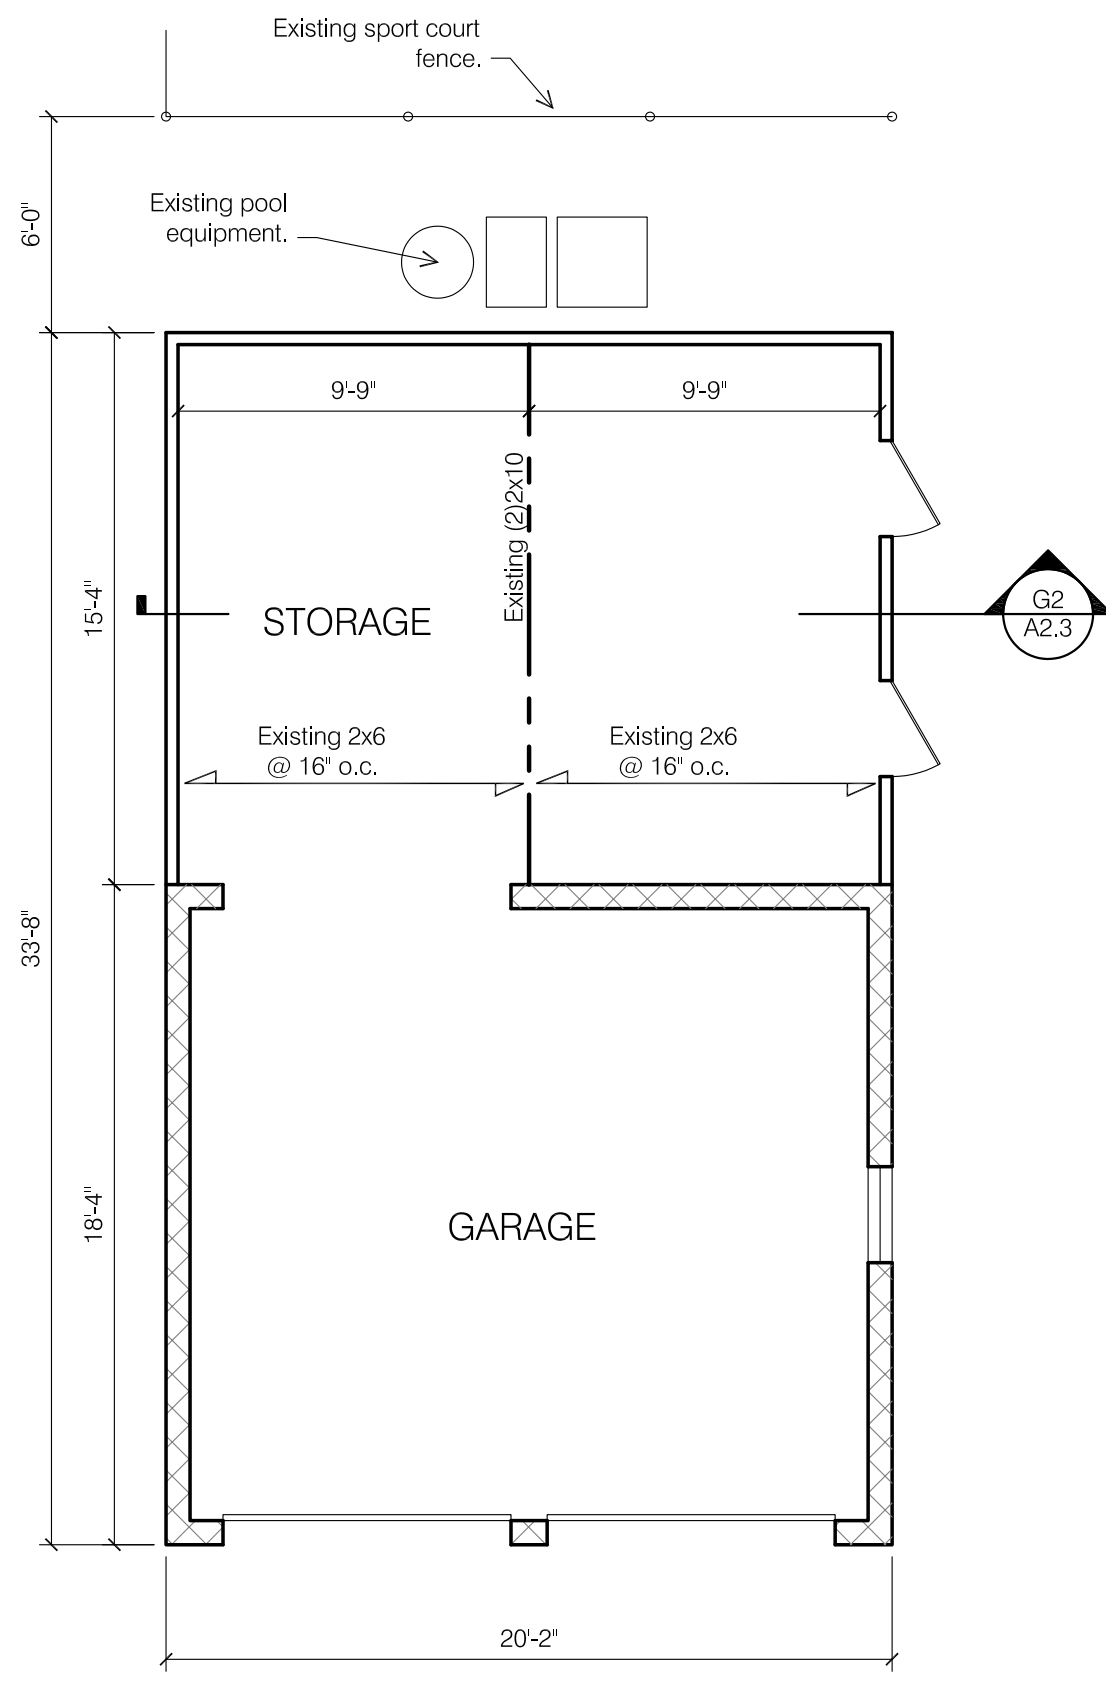 Existing sport court
fence.
6'-0"
Existing pool
equipment.
9'-9"
9'-9"
Existing (2)2x10
15'-4"
STORAGE
G2
A2.3
Existing 2x6
@ 16" o.c.
Existing 2x6
@ 16" o.c.
33'-8"
18'-4"
GARAGE
20'-2"